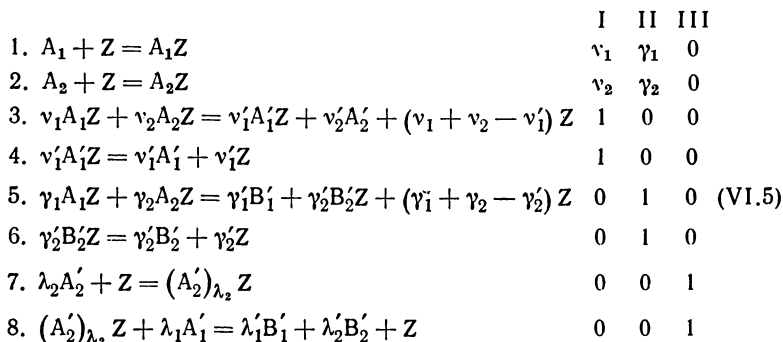 I II III
1. A₁ + Z = A₁Z ν₁ γ₁ 0
2. A₂ + Z = A₂Z ν₂ γ₂ 0
3. ν₁A₁Z + ν₂A₂Z = ν′₁A′₁Z + ν′₂A′₂ + (ν₁ + ν₂ − ν′₁) Z 1 0 0
4. ν′₁A′₁Z = ν′₁A′₁ + ν′₁Z 1 0 0
5. γ₁A₁Z + γ₂A₂Z = γ′₁B′₁ + γ′₂B′₂Z + (γ₁ + γ₂ − γ′₂) Z 0 1 0 (VI.5)
6. γ′₂B′₂Z = γ′₂B′₂ + γ′₂Z 0 1 0
7. λ₂A′₂ + Z = (A′₂)λ₂ Z 0 0 1
8. (A′₂)λ₂ Z + λ₁A′₁ = λ′₁B′₁ + λ′₂B′₂ + Z 0 0 1